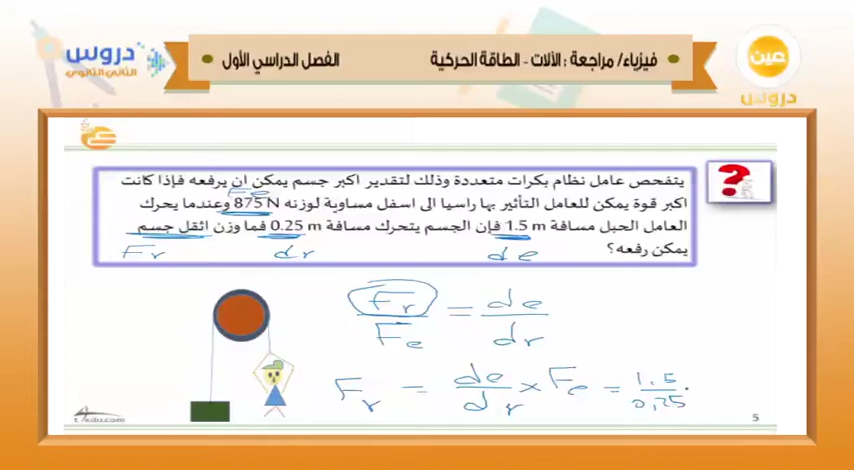 دروس
الثاني الثانوي
الفصل الدراسي الأول
فيزياء/ مراجعة : الآلات - الطاقة الحركية
عين
دروس
يتفحص عامل نظام بكرات متعددة وذلك لتقدير اكبر جسم يمكن ان يرفعه فإذا كانت
Fe
اكبر قوة يمكن للعامل التأثير بها راسيا الى اسفل مساوية لوزنه 875 N وعندما يحرك
العامل الحبل مسافة 1.5 m فإن الجسم يتحرك مسافة 0.25 m فما وزن اثقل جسم
يمكن رفعه؟
de dr Fr
?
Fr / Fe = de / dr
Fr = de / dr × Fe = 1.5 / 0,25
5